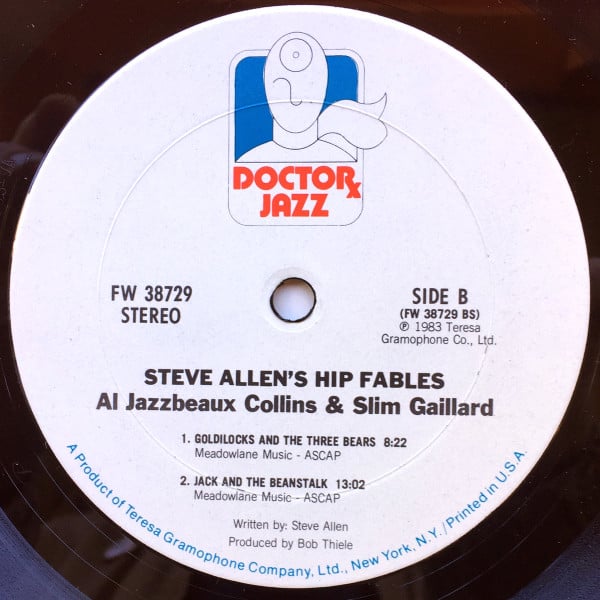 DOCTOR Rx
JAZZ
FW 38729
STEREO
SIDE B
(FW 38729 BS)
℗ 1983 Teresa
Gramophone Co., Ltd.
STEVE ALLEN'S HIP FABLES
Al Jazzbeaux Collins & Slim Gaillard
1. GOLDILOCKS AND THE THREE BEARS 8:22
Meadowlane Music - ASCAP
2. JACK AND THE BEANSTALK 13:02
Meadowlane Music - ASCAP
Written by: Steve Allen
Produced by Bob Thiele
A Product of Teresa Gramophone Company, Ltd., New York, N.Y./Printed in U.S.A.